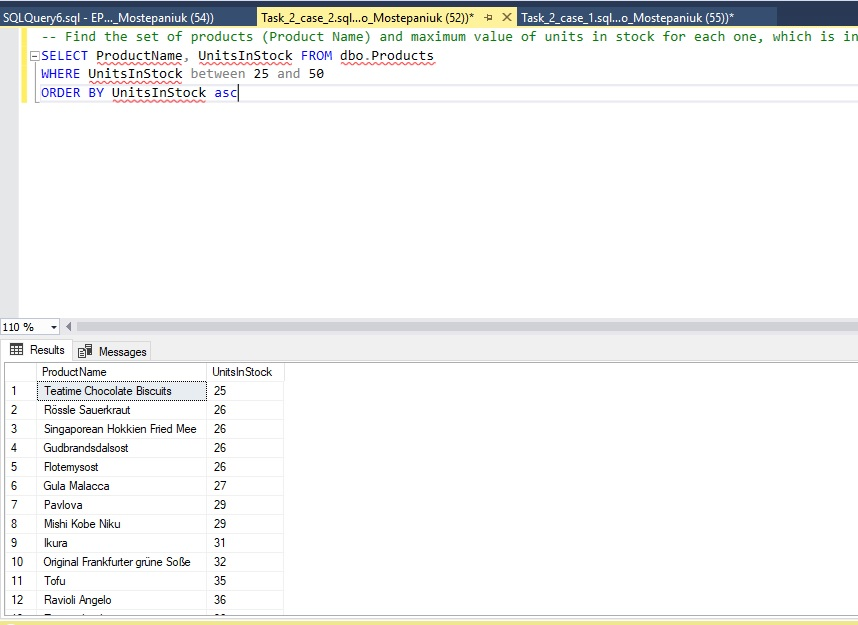 SQLQuery6.sql - EP..._Mostepaniuk (54))
Task_2_case_2.sql...o_Mostepaniuk (52))*
Task_2_case_1.sql...o_Mostepaniuk (55))*
-- Find the set of products (Product Name) and maximum value of units in stock for each one, which is in
SELECT ProductName, UnitsInStock FROM dbo.Products
WHERE UnitsInStock between 25 and 50
ORDER BY UnitsInStock asc
110 %
Results Messages
ProductName UnitsInStock
1 Teatime Chocolate Biscuits 25
2 Rössle Sauerkraut 26
3 Singaporean Hokkien Fried Mee 26
4 Gudbrandsdalsost 26
5 Flotemysost 26
6 Gula Malacca 27
7 Pavlova 29
8 Mishi Kobe Niku 29
9 Ikura 31
10 Original Frankfurter grüne Soße 32
11 Tofu 35
12 Ravioli Angelo 36